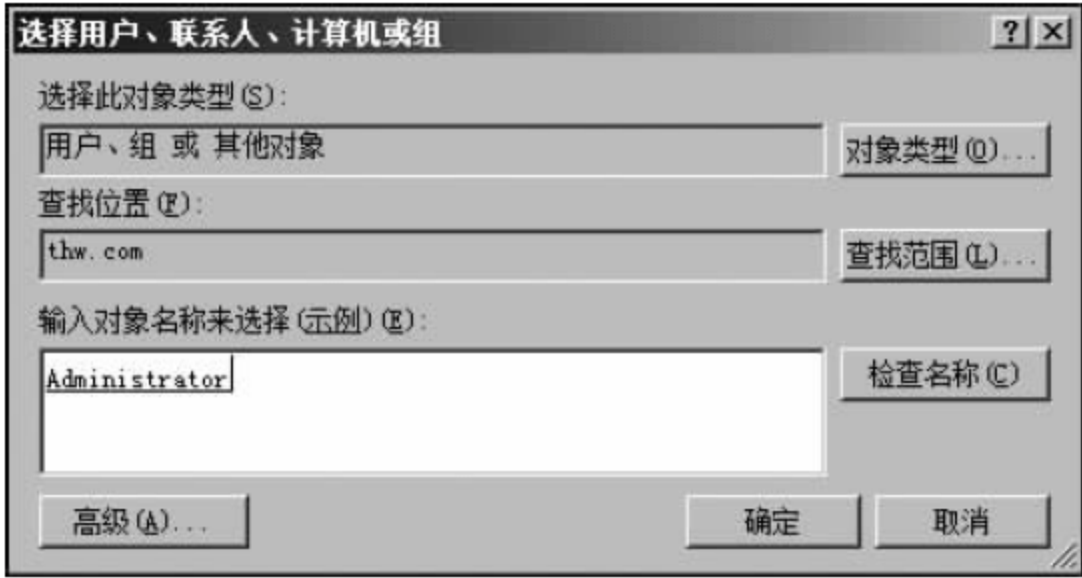 选择用户、联系人、计算机或组
选择此对象类型(S):
用户、组 或 其他对象
对象类型(O)...
查找位置(F):
thw.com
查找范围(L)...
输入对象名称来选择(示例)(E):
Administrator
检查名称(C)
高级(A)...
确定
取消